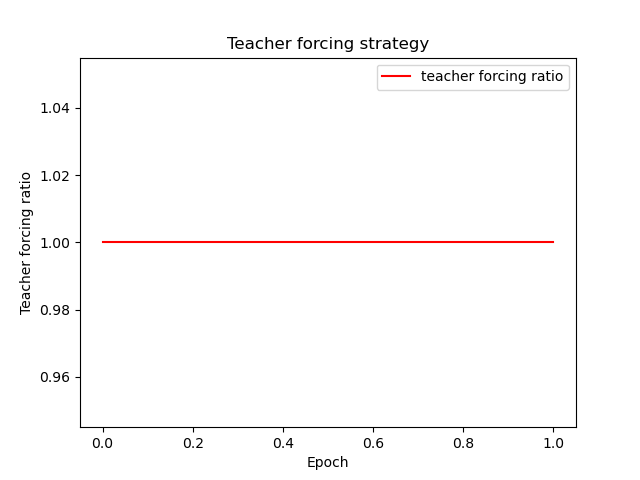 Teacher forcing strategy
teacher forcing ratio
Teacher forcing ratio
1.04
1.02
1.00
0.98
0.96
0.0 0.2 0.4 0.6 0.8 1.0
Epoch